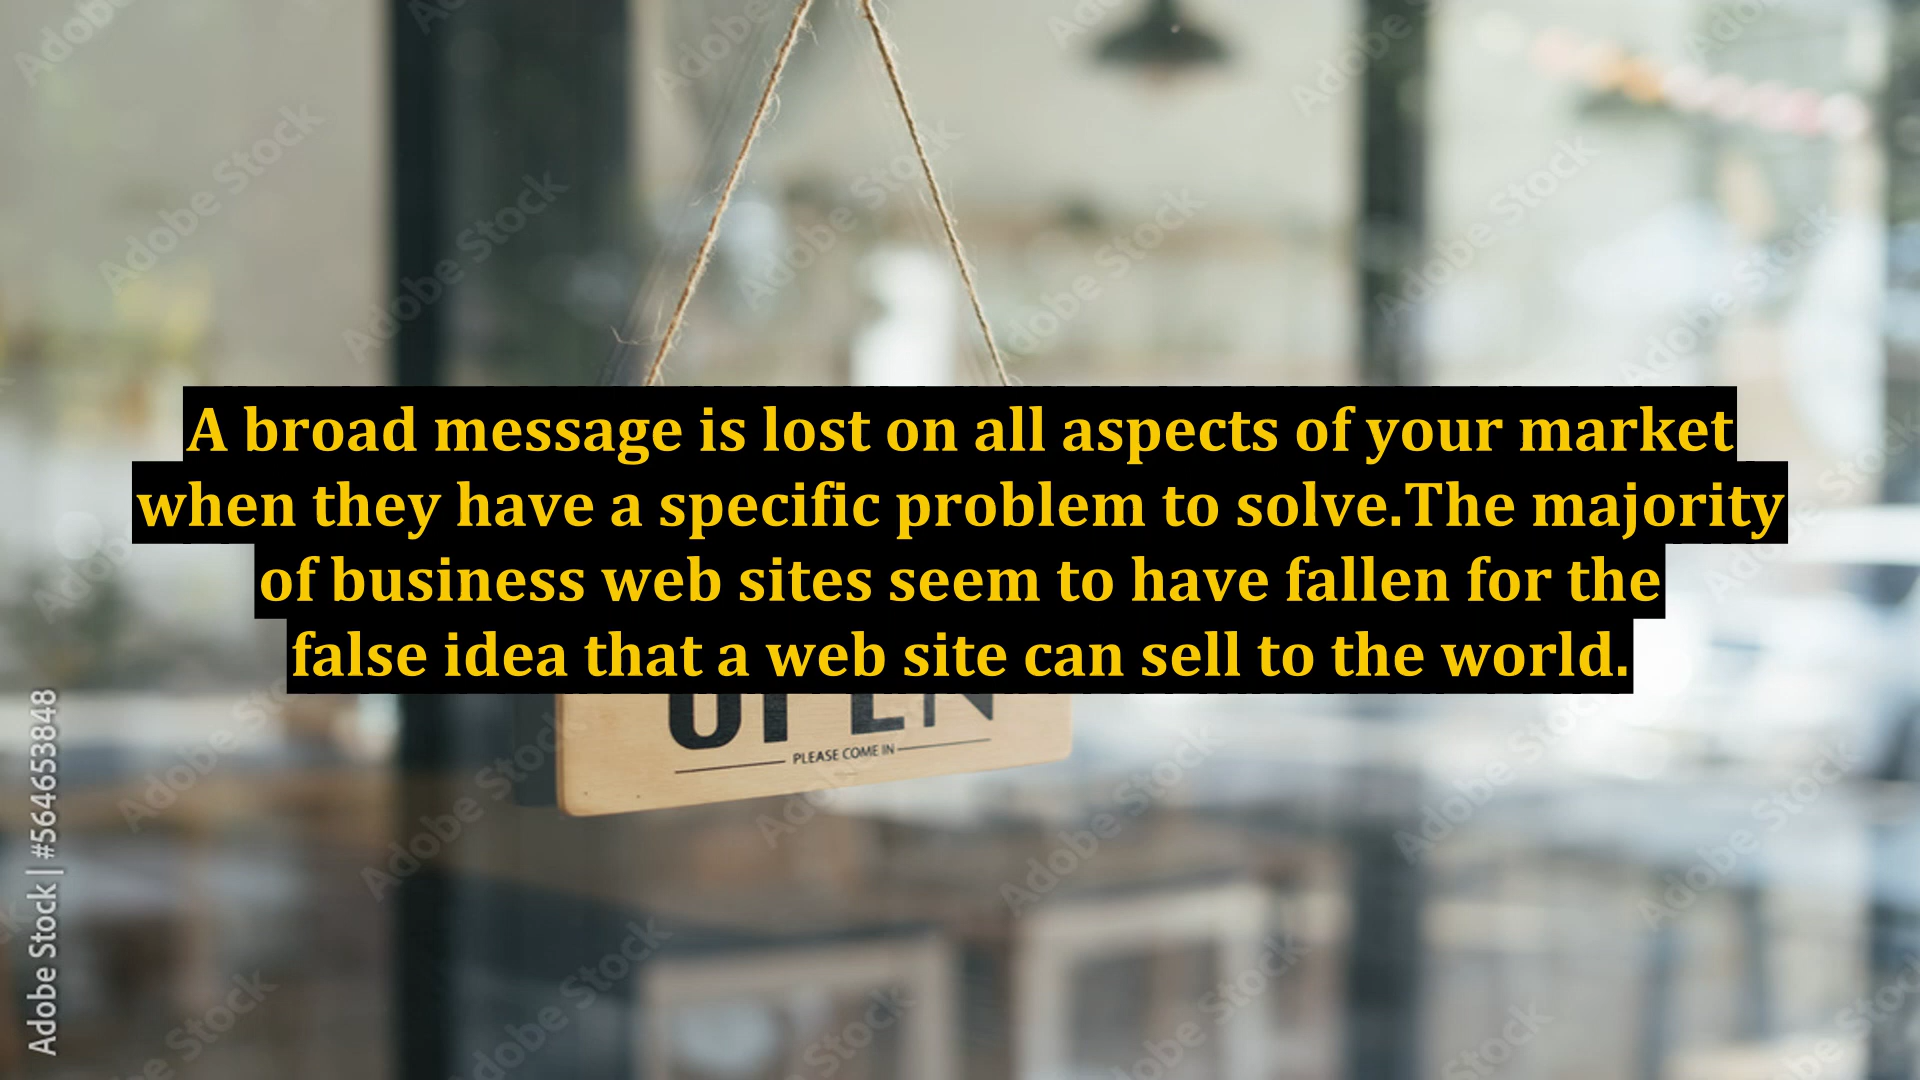 A broad message is lost on all aspects of your market
when they have a specific problem to solve.The majority
of business web sites seem to have fallen for the
false idea that a web site can sell to the world.
OPEN
PLEASE COME IN
Adobe Stock | #564653848